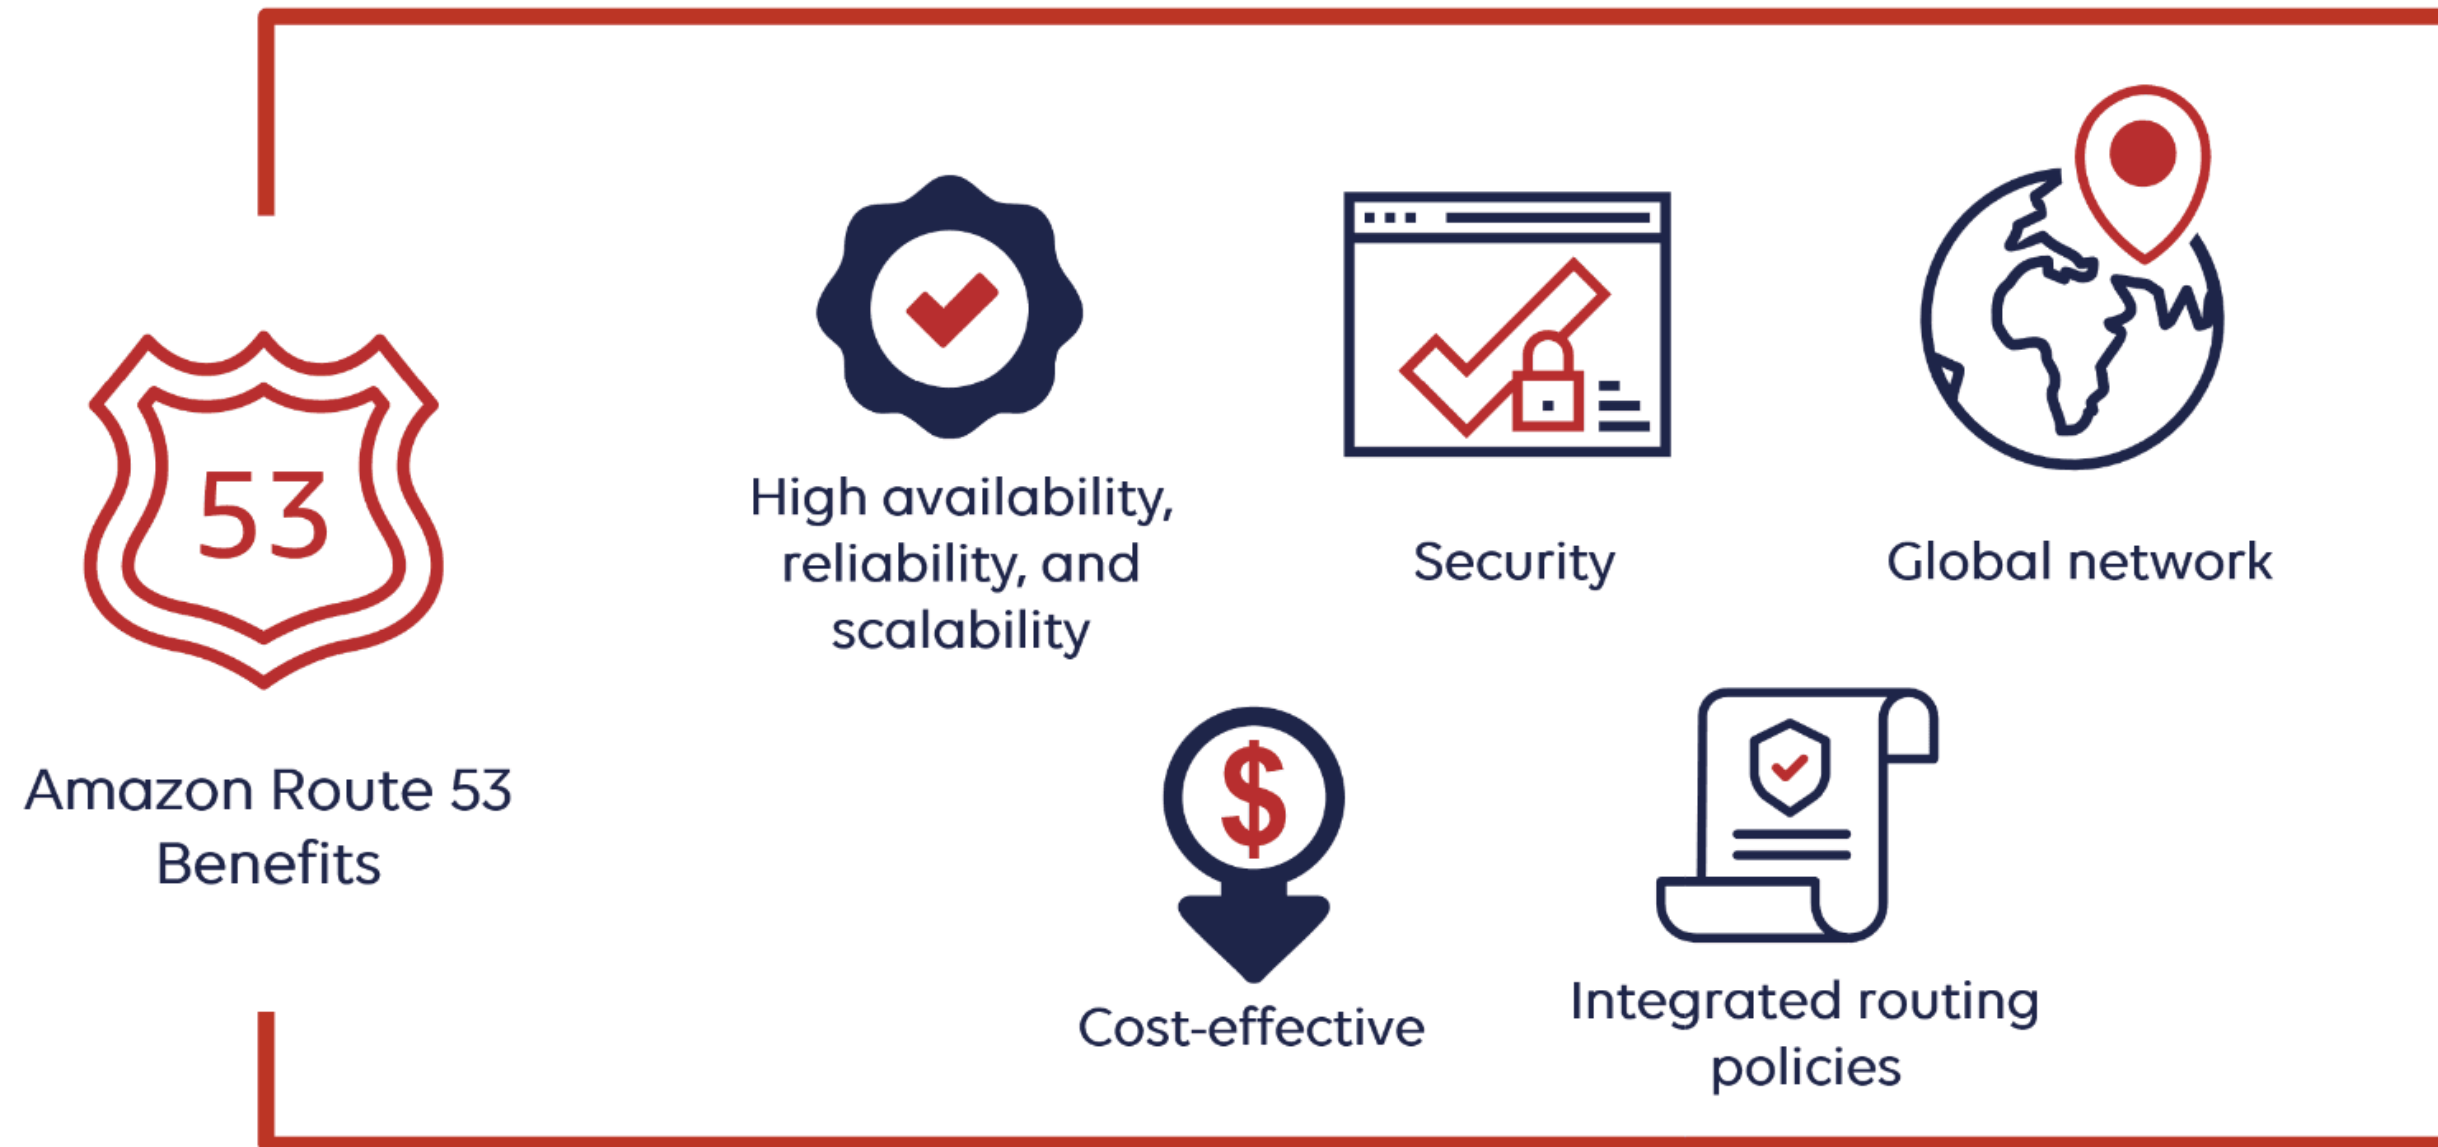 53
Amazon Route 53
Benefits
High availability,
reliability, and
scalability
Security
Global network
$
Cost-effective
Integrated routing
policies